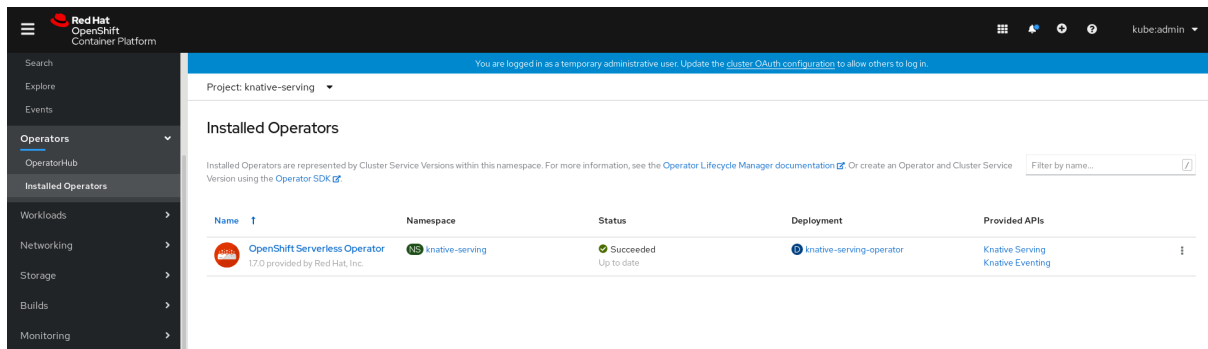 Red Hat
OpenShift
Container Platform
kube:admin
Search
Explore
Events
Operators
OperatorHub
Installed Operators
Workloads
Networking
Storage
Builds
Monitoring
You are logged in as a temporary administrative user. Update the cluster OAuth configuration to allow others to log in.
Project: knative-serving
Installed Operators
Installed Operators are represented by Cluster Service Versions within this namespace. For more information, see the Operator Lifecycle Manager documentation. Or create an Operator and Cluster Service
Version using the Operator SDK.
Filter by name...
/
Name Namespace Status Deployment Provided APIs
OpenShift Serverless Operator NS knative-serving Succeeded D knative-serving-operator Knative Serving
1.7.0 provided by Red Hat, Inc. Up to date Knative Eventing